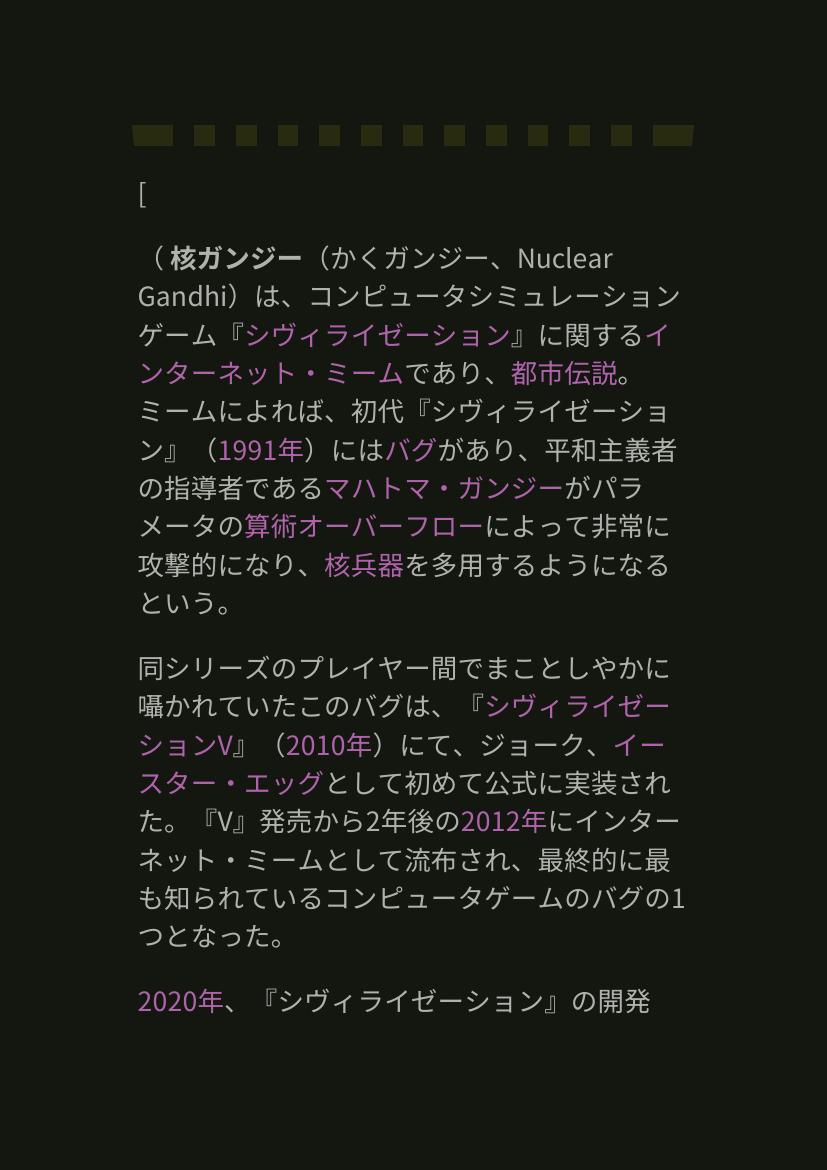 [
（ 核ガンジー（かくガンジー、Nuclear
Gandhi）は、コンピュータシミュレーション
ゲーム『シヴィライゼーション』に関するイ
ンターネット・ミームであり、都市伝説。
ミームによれば、初代『シヴィライゼーショ
ン』（1991年）にはバグがあり、平和主義者
の指導者であるマハトマ・ガンジーがパラ
メータの算術オーバーフローによって非常に
攻撃的になり、核兵器を多用するようになる
という。
同シリーズのプレイヤー間でまことしやかに
囁かれていたこのバグは、『シヴィライゼー
ションV』（2010年）にて、ジョーク、イー
スター・エッグとして初めて公式に実装され
た。『V』発売から2年後の2012年にインター
ネット・ミームとして流布され、最終的に最
も知られているコンピュータゲームのバグの1
つとなった。
2020年、『シヴィライゼーション』の開発